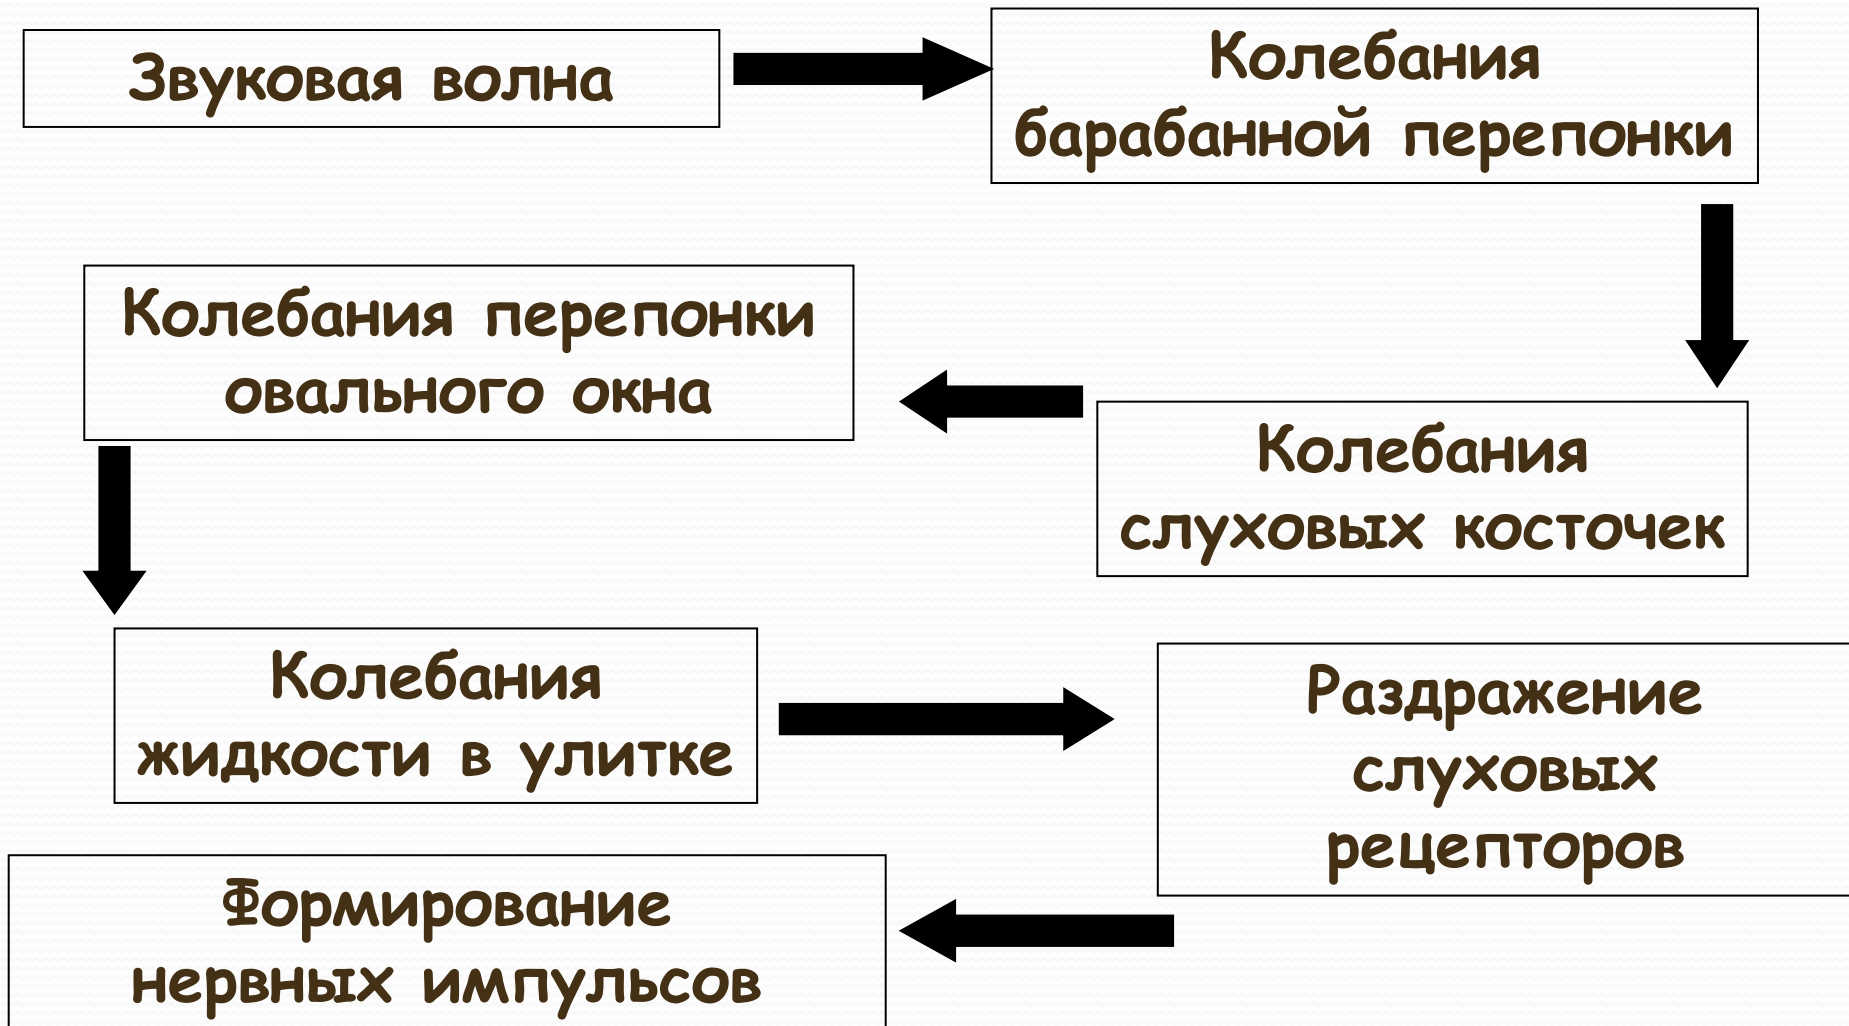 Звуковая волна
Колебания
барабанной перепонки
Колебания
слуховых косточек
Колебания перепонки
овального окна
Колебания
жидкости в улитке
Раздражение
слуховых
рецепторов
Формирование
нервных импульсов